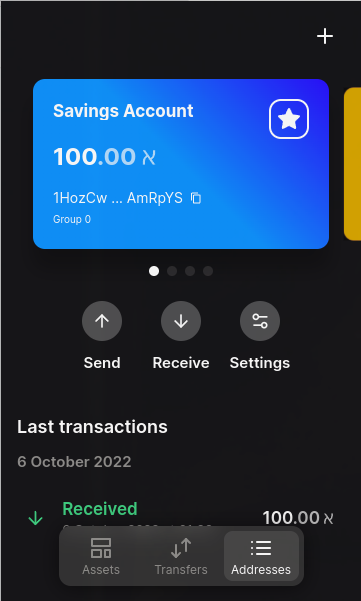 Savings Account
100.00 ℵ
1HozCw ... AmRpYS
Group 0
Send Receive Settings
Last transactions
6 October 2022
Received
100.00 ℵ
Assets Transfers Addresses